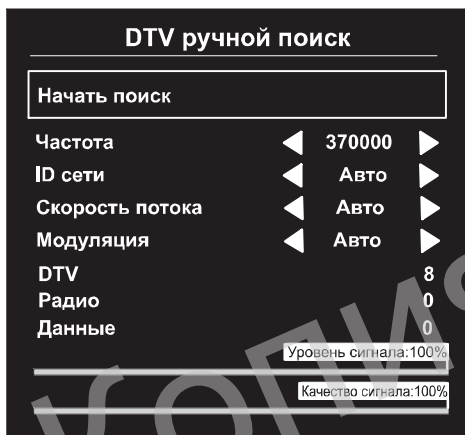 DTV ручной поиск
Начать поиск
Частота 370000
ID сети Авто
Скорость потока Авто
Модуляция Авто
DTV 8
Радио 0
Данные 0
Уровень сигнала:100%
Качество сигнала:100%
КОПИЯ